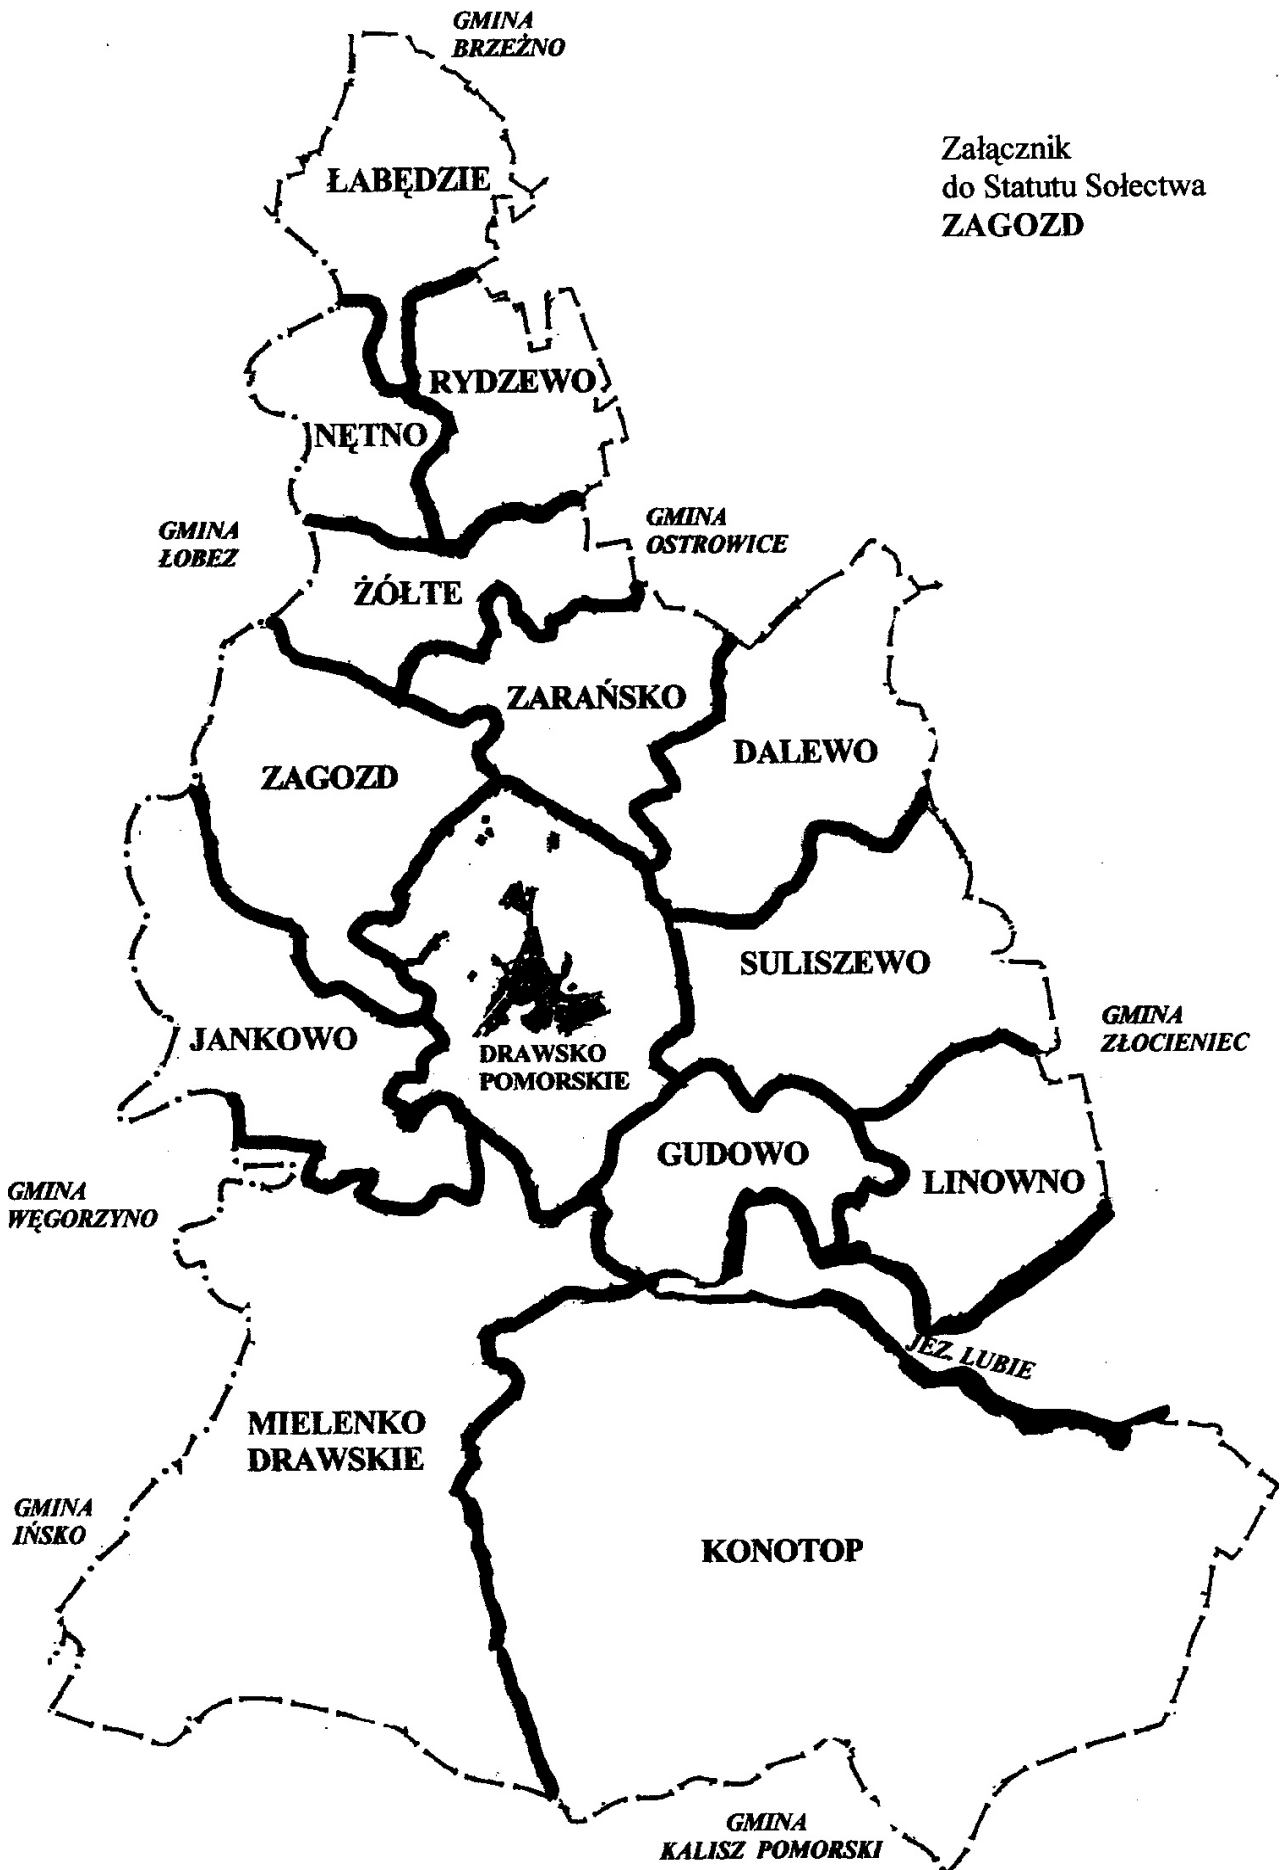 GMINA
BRZEŻNO
Załącznik
do Statutu Sołectwa
ZAGOZD
ŁABĘDZIE
RYDZEWO
NĘTNO
GMINA
ŁOBEZ
GMINA
OSTROWICE
ŻÓŁTE
ZARAŃSKO
DALEWO
ZAGOZD
SULISZEWO
JANKOWO
DRAWSKO
POMORSKIE
GMINA
ZŁOCIENIEC
GUDOWO
LINOWNO
GMINA
WĘGORZYNO
JEZ. LUBIE
MIELENKO
DRAWSKIE
GMINA
IŃSKO
KONOTOP
GMINA
KALISZ POMORSKI